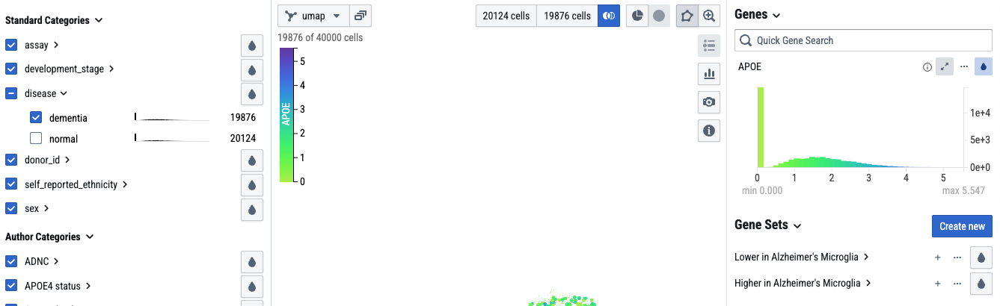 Standard Categories
assay
development_stage
disease
dementia 19876
normal 20124
donor_id
self_reported_ethnicity
sex
Author Categories
ADNC
APOE4 status
umap
20124 cells 19876 cells
19876 of 40000 cells
APOE
5
4
3
2
1
0
Genes
Quick Gene Search
APOE
1e+4
5e+3
0e+0
0 1 2 3 4 5
min 0.000 max 5.547
Gene Sets
Create new
Lower in Alzheimer's Microglia
Higher in Alzheimer's Microglia